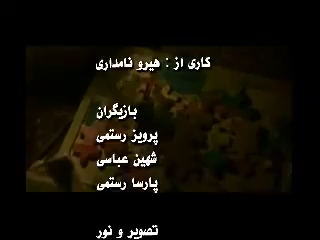 کاری از : هیرو نامداری
بازیگران
پرویز رستمی
شهین عباسی
پارسا رستمی
تصویر و نور